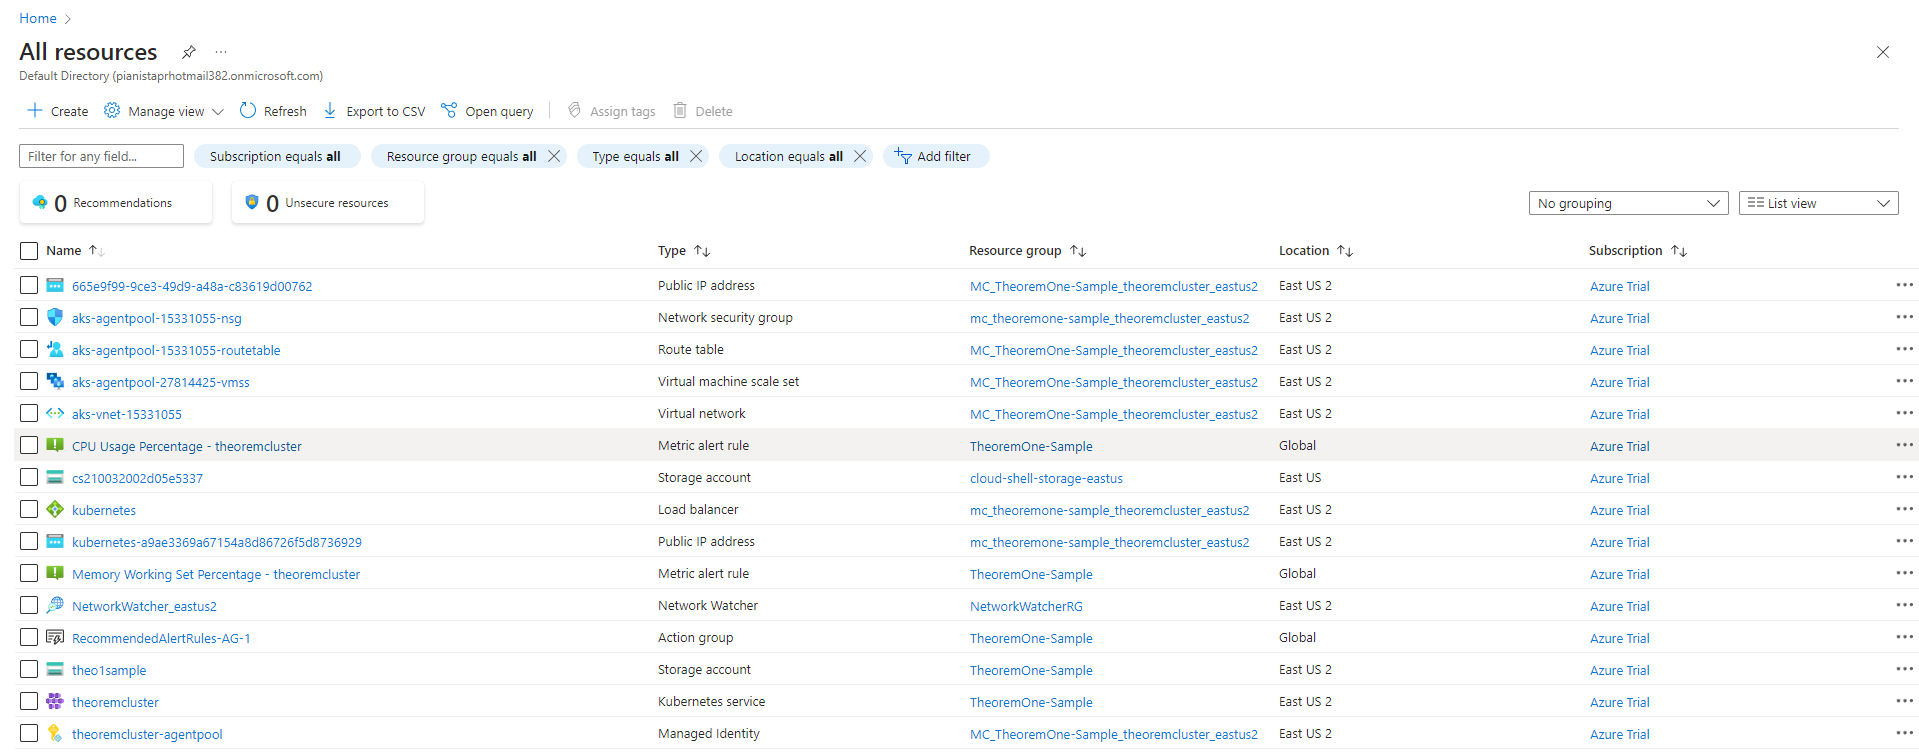 Home
All resources
Default Directory (pianistaprhotmail382.onmicrosoft.com)
Create Manage view Refresh Export to CSV Open query Assign tags Delete
Filter for any field... Subscription equals all Resource group equals all Type equals all Location equals all Add filter
0 Recommendations 0 Unsecure resources No grouping List view
Name Type Resource group Location Subscription
665e9f99-9ce3-49d9-a48a-c83619d00762 Public IP address MC_TheoremOne-Sample_theoremcluster_eastus2 East US 2 Azure Trial
aks-agentpool-15331055-nsg Network security group mc_theoremone-sample_theoremcluster_eastus2 East US 2 Azure Trial
aks-agentpool-15331055-routetable Route table MC_TheoremOne-Sample_theoremcluster_eastus2 East US 2 Azure Trial
aks-agentpool-27814425-vmss Virtual machine scale set MC_TheoremOne-Sample_theoremcluster_eastus2 East US 2 Azure Trial
aks-vnet-15331055 Virtual network MC_TheoremOne-Sample_theoremcluster_eastus2 East US 2 Azure Trial
CPU Usage Percentage - theoremcluster Metric alert rule TheoremOne-Sample Global Azure Trial
cs210032002d05e5337 Storage account cloud-shell-storage-eastus East US Azure Trial
kubernetes Load balancer mc_theoremone-sample_theoremcluster_eastus2 East US 2 Azure Trial
kubernetes-a9ae3369a67154a8d86726f5d8736929 Public IP address mc_theoremone-sample_theoremcluster_eastus2 East US 2 Azure Trial
Memory Working Set Percentage - theoremcluster Metric alert rule TheoremOne-Sample Global Azure Trial
NetworkWatcher_eastus2 Network Watcher NetworkWatcherRG East US 2 Azure Trial
RecommendedAlertRules-AG-1 Action group TheoremOne-Sample Global Azure Trial
theo1sample Storage account TheoremOne-Sample East US 2 Azure Trial
theoremcluster Kubernetes service TheoremOne-Sample East US 2 Azure Trial
theoremcluster-agentpool Managed Identity MC_TheoremOne-Sample_theoremcluster_eastus2 East US 2 Azure Trial